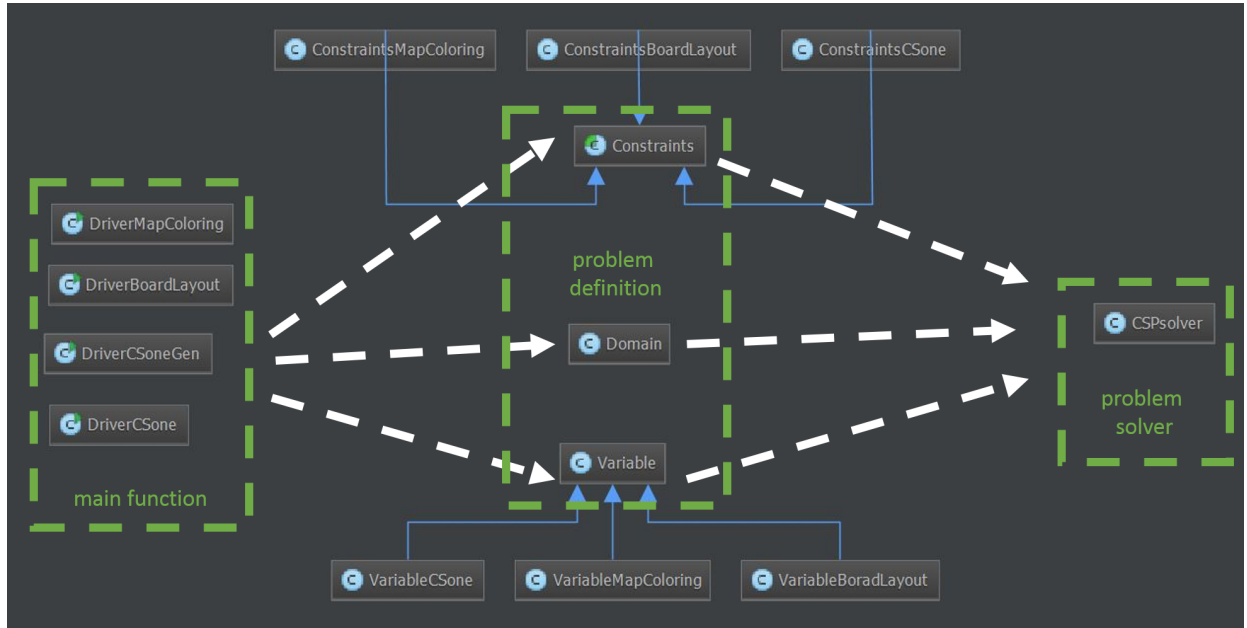 ConstraintsMapColoring
ConstraintsBoardLayout
ConstraintsCSone
Constraints
DriverMapColoring
DriverBoardLayout
DriverCSoneGen
DriverCSone
main function
problem
definition
Domain
Variable
CSPsolver
problem
solver
VariableCSone
VariableMapColoring
VariableBoradLayout